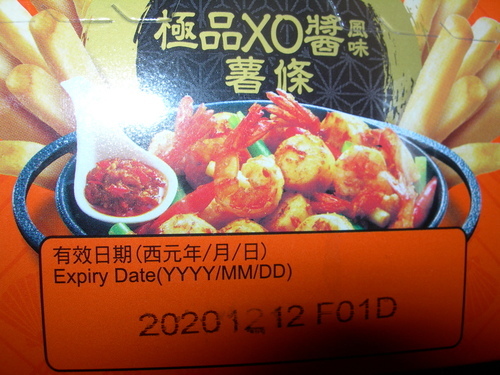 極品XO醬風味
薯條
有效日期(西元年/月/日)
Expiry Date(YYYY/MM/DD)
20201212 F01D